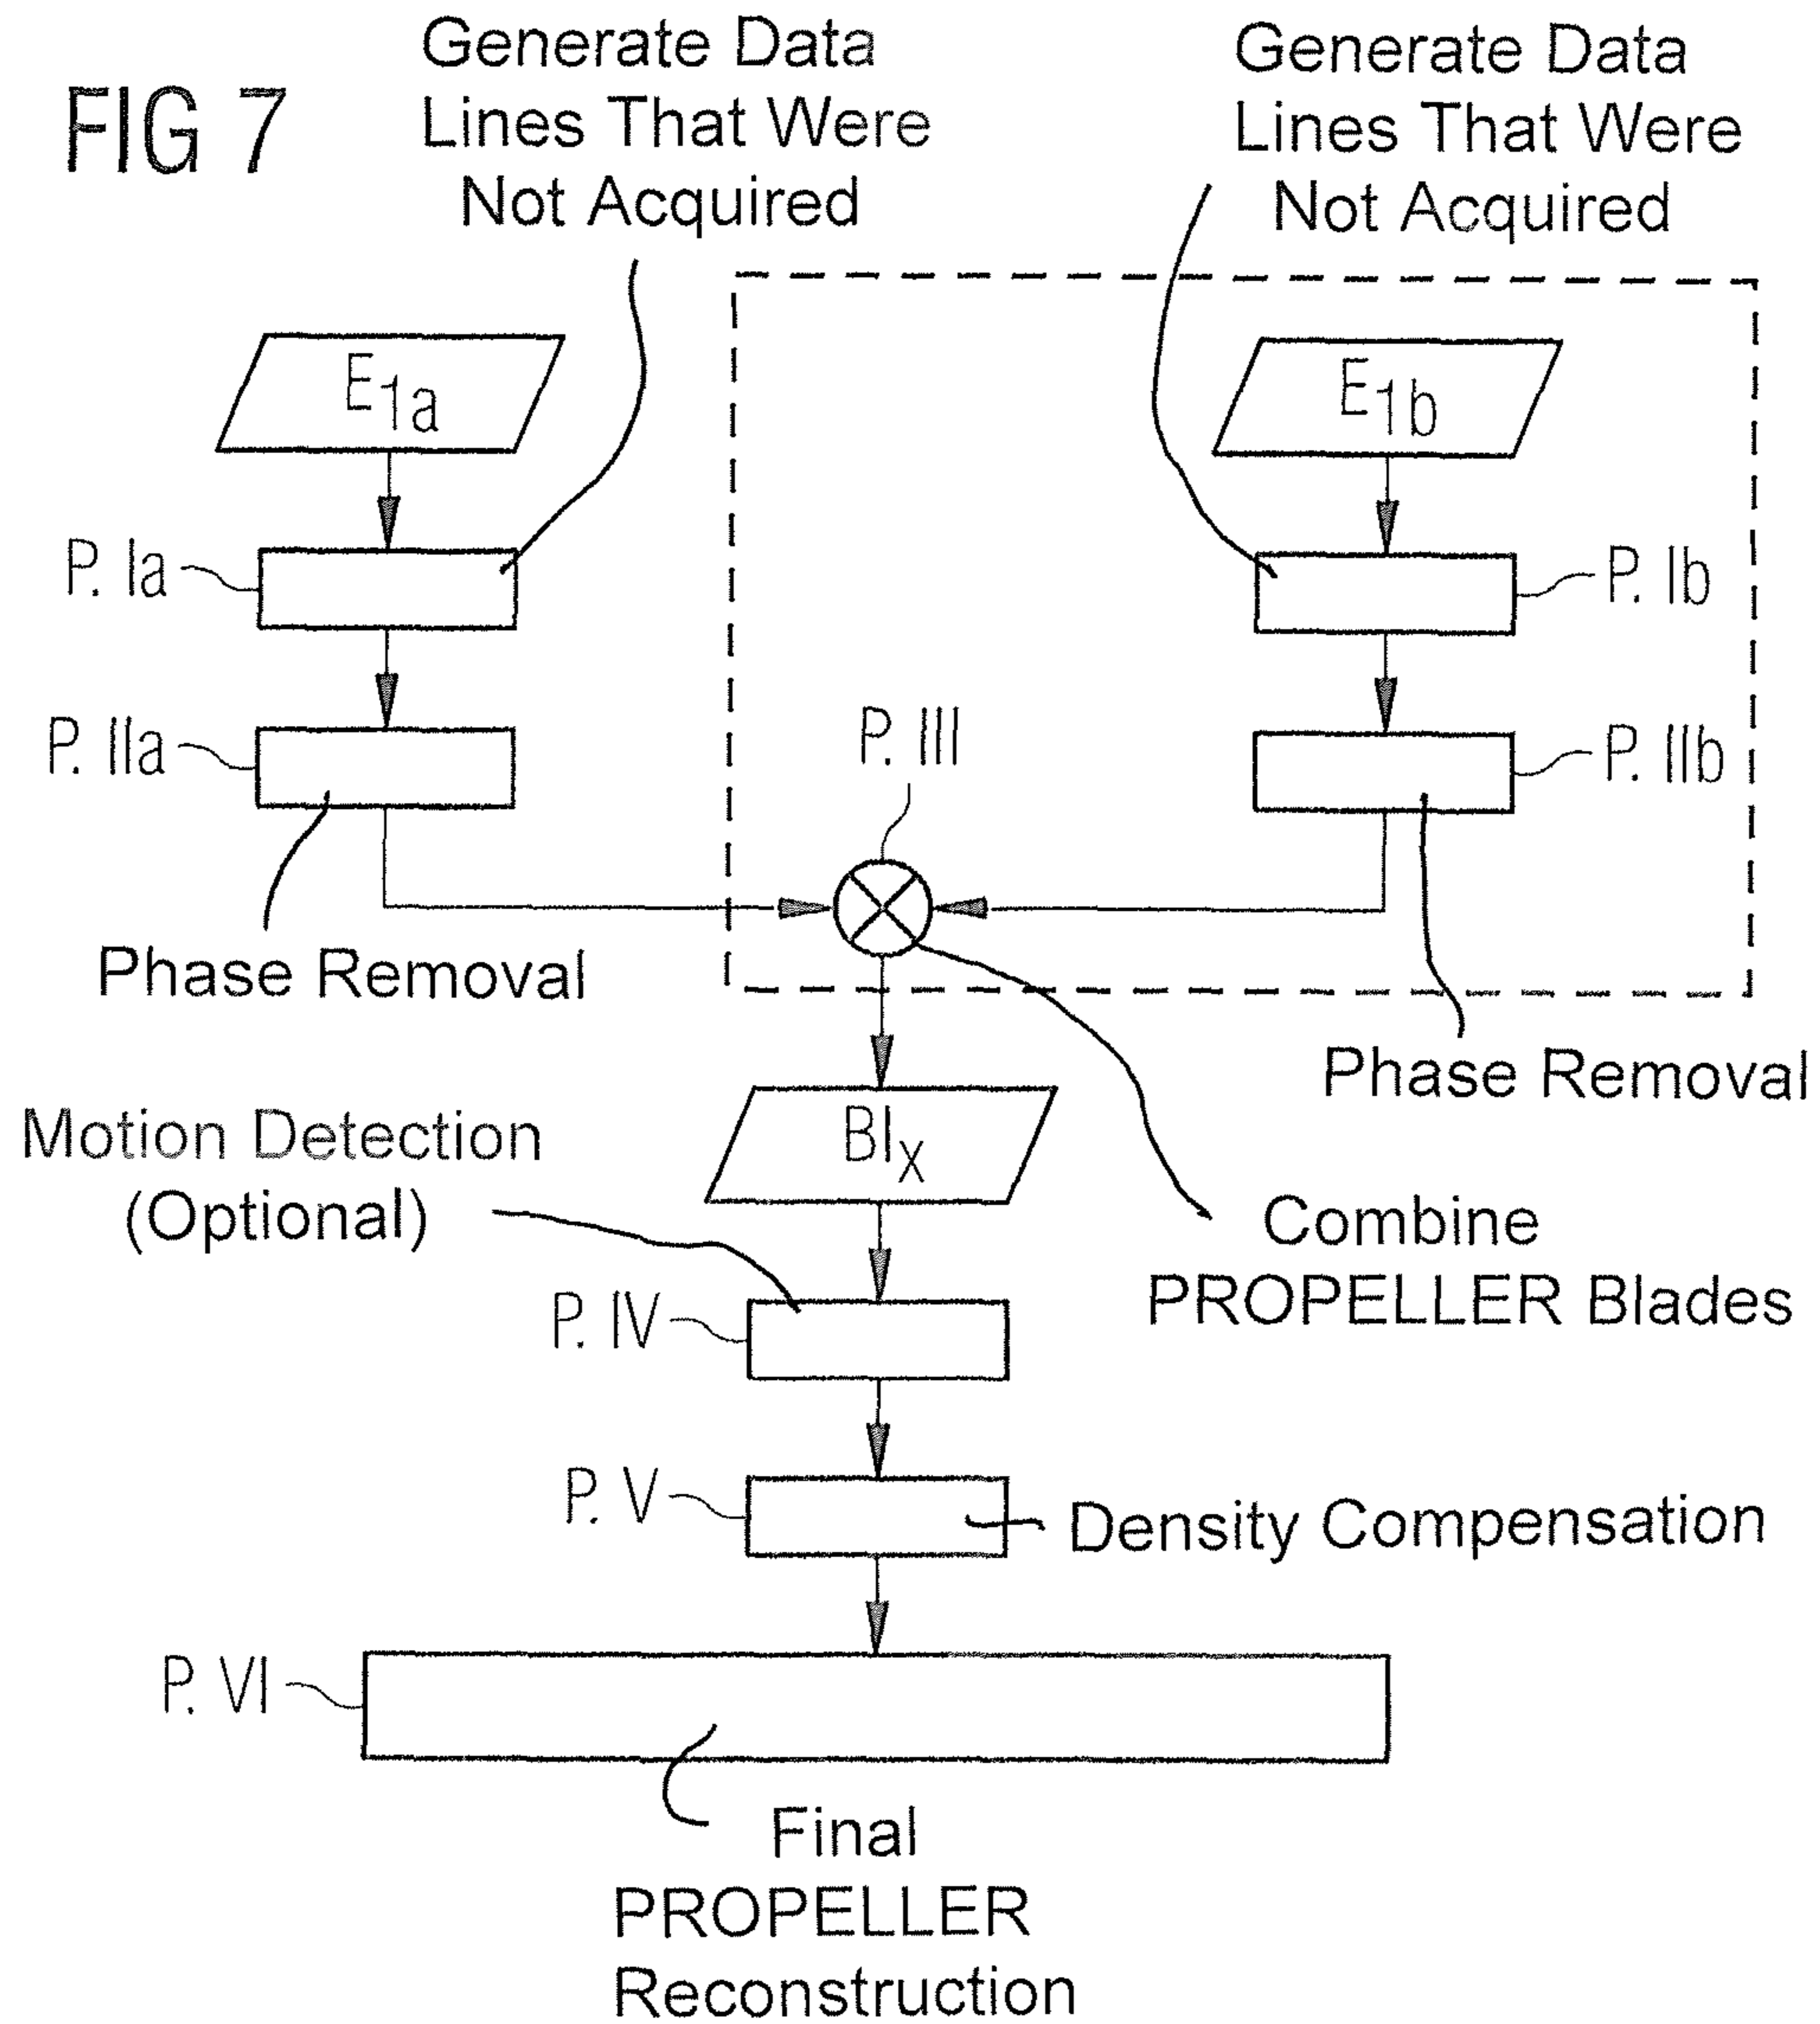 FIG 7
Generate Data
Lines That Were
Not Acquired
Generate Data
Lines That Were
Not Acquired
E1a
E1b
P. Ia
P. Ib
P. IIa
P. IIb
P. III
Phase Removal
Phase Removal
BIX
Motion Detection
(Optional)
Combine
PROPELLER Blades
P. IV
P. V
Density Compensation
P. VI
Final
PROPELLER
Reconstruction